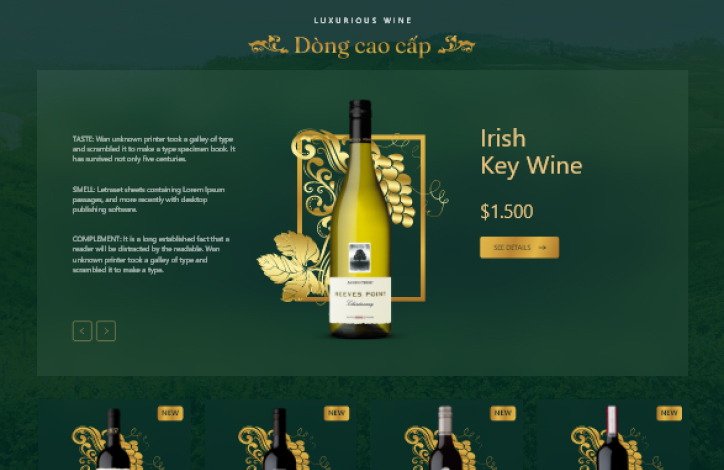 LUXURIOUS WINE
Dòng cao cấp
TASTE: Wan unknown printer took a galley of type
and scrambled it to make a type specimen book. It
has survived not only five centuries.
SMELL: Letraset sheets containing Lorem Ipsum
passages, and more recently with desktop
publishing software.
COMPLEMENT: It is a long established fact that a
reader will be distracted by the readable. Wan
unknown printer took a galley of type and
scrambled it to make a type.
REEVES POINT
Chardonnay
Irish
Key Wine
$1.500
SEE DETAILS
NEW
NEW
NEW
NEW